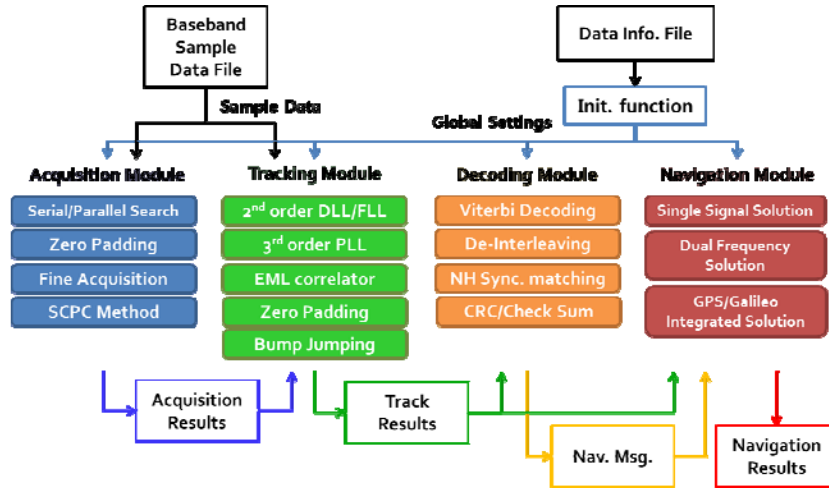 Baseband
Sample
Data File
Data Info. File
Sample Data
Init. function
Global Settings
Acquisition Module
Tracking Module
Decoding Module
Navigation Module
Serial/Parallel Search
Zero Padding
Fine Acquisition
SCPC Method
2nd order DLL/FLL
3rd order PLL
EML correlator
Zero Padding
Bump Jumping
Viterbi Decoding
De-Interleaving
NH Sync. matching
CRC/Check Sum
Single Signal Solution
Dual Frequency
Solution
GPS/Galileo
Integrated Solution
Acquisition
Results
Track
Results
Nav. Msg.
Navigation
Results